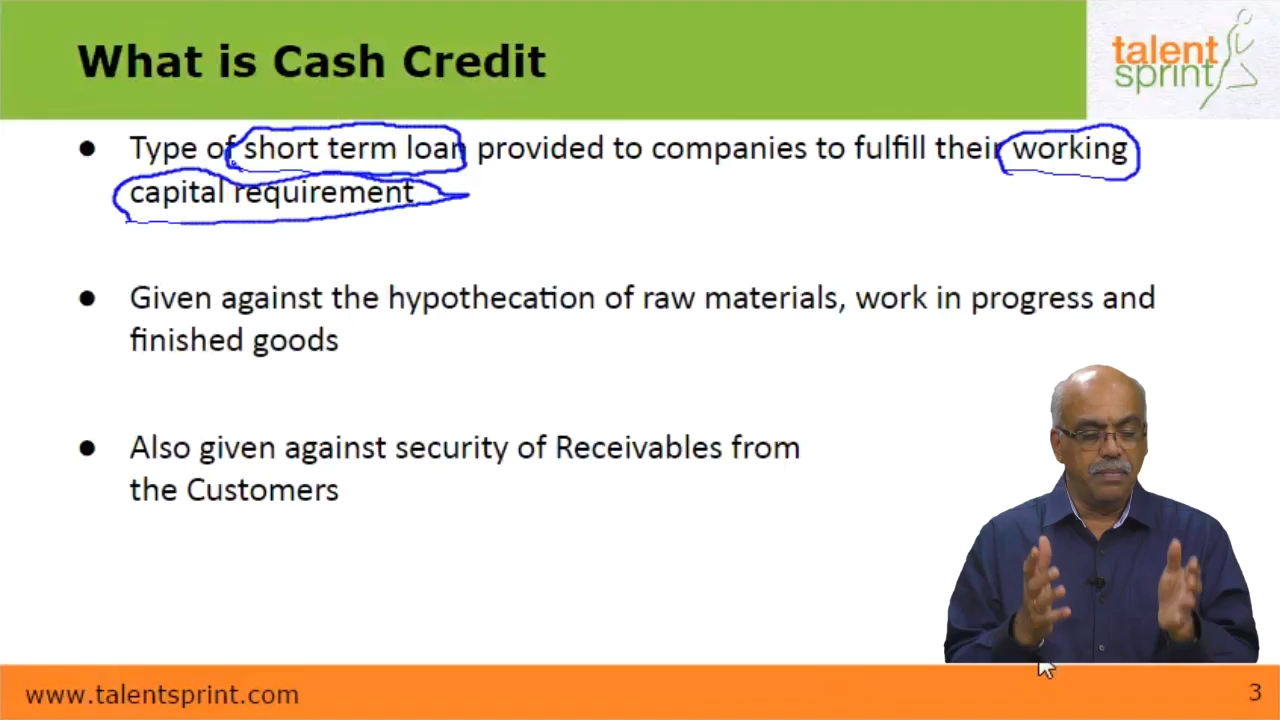 What is Cash Credit
talent
sprint
● Type of short term loan provided to companies to fulfill their working
capital requirement
● Given against the hypothecation of raw materials, work in progress and
finished goods
● Also given against security of Receivables from
the Customers
www.talentsprint.com
3